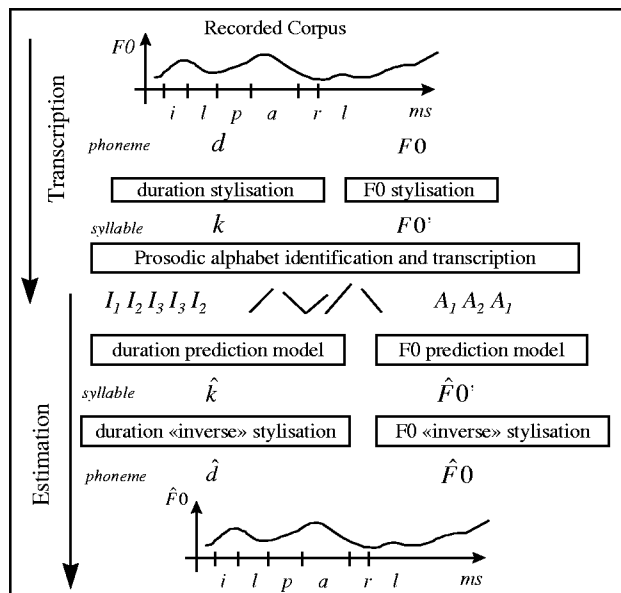 Recorded Corpus
F0
i l p a r l ms
Transcription
phoneme d F0
duration stylisation F0 stylisation
syllable k F0'
Prosodic alphabet identification and transcription
I₁ I₂ I₃ I₃ I₂ A₁ A₂ A₁
duration prediction model F0 prediction model
syllable k̂ F̂0'
duration «inverse» stylisation F0 «inverse» stylisation
Estimation
phoneme d̂ F̂0
F̂0
i l p a r l ms